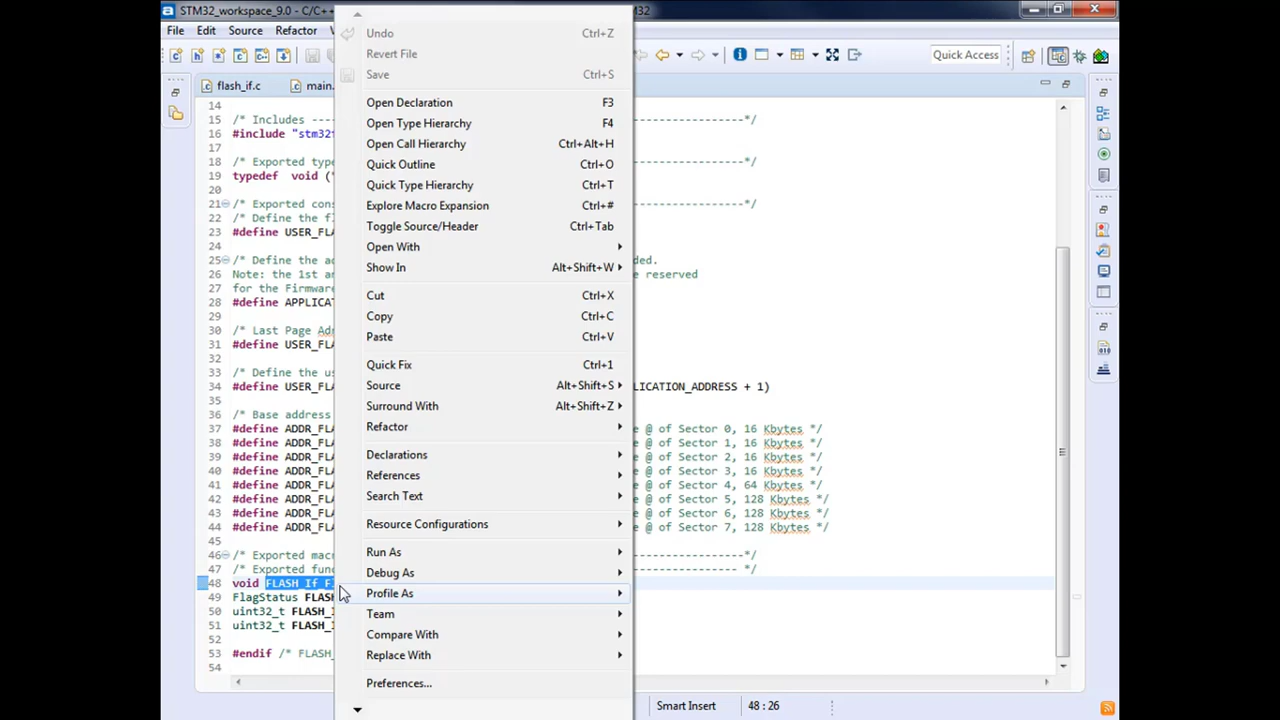 STM32_workspace_9.0 - C/C+
M32
File Edit Source Refactor
Quick Access
flash_if.c main.
Undo Ctrl+Z
Revert File
Save Ctrl+S
Open Declaration F3
Open Type Hierarchy F4
Open Call Hierarchy Ctrl+Alt+H
Quick Outline Ctrl+O
Quick Type Hierarchy Ctrl+T
Explore Macro Expansion Ctrl+#
Toggle Source/Header Ctrl+Tab
Open With
Show In Alt+Shift+W
Cut Ctrl+X
Copy Ctrl+C
Paste Ctrl+V
Quick Fix Ctrl+1
Source Alt+Shift+S
Surround With Alt+Shift+Z
Refactor
Declarations
References
Search Text
Resource Configurations
Run As
Debug As
Profile As
Team
Compare With
Replace With
Preferences...
14
15 /* Includes ---- ---------------*/
16 #include "stm32
17
18 /* Exported typ ---------------*/
19 typedef void (
20
21 /* Exported cons ---------------*/
22 /* Define the fl
23 #define USER_FLA
24
25 /* Define the ad ded.
26 Note: the 1st an e reserved
27 for the Firmware
28 #define APPLICAT
29
30 /* Last Page Adr
31 #define USER_FLA
32
33 /* Define the us
34 #define USER_FLA LICATION_ADDRESS + 1)
35
36 /* Base address
37 #define ADDR_FLA e @ of Sector 0, 16 Kbytes */
38 #define ADDR_FLA e @ of Sector 1, 16 Kbytes */
39 #define ADDR_FLA e @ of Sector 2, 16 Kbytes */
40 #define ADDR_FLA e @ of Sector 3, 16 Kbytes */
41 #define ADDR_FLA e @ of Sector 4, 64 Kbytes */
42 #define ADDR_FLA e @ of Sector 5, 128 Kbytes */
43 #define ADDR_FLA e @ of Sector 6, 128 Kbytes */
44 #define ADDR_FLA e @ of Sector 7, 128 Kbytes */
45
46 /* Exported mac ---------------*/
47 /* Exported func --------------- */
48 void FLASH_If_F
49 FlagStatus FLASH
50 uint32_t FLASH_I
51 uint32_t FLASH_I
52
53 #endif /* FLASH_
54
Smart Insert 48 : 26